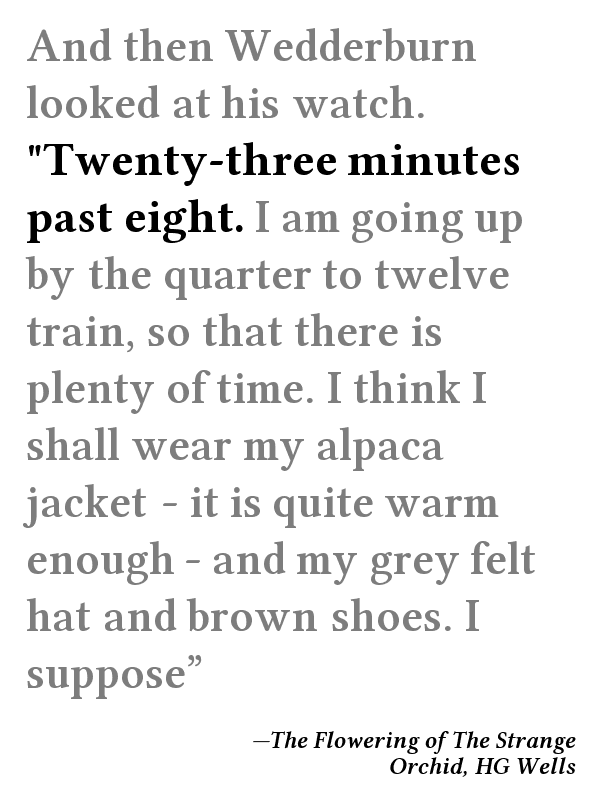 And then Wedderburn
looked at his watch.
"Twenty-three minutes
past eight. I am going up
by the quarter to twelve
train, so that there is
plenty of time. I think I
shall wear my alpaca
jacket - it is quite warm
enough - and my grey felt
hat and brown shoes. I
suppose”
—The Flowering of The Strange
Orchid, HG Wells